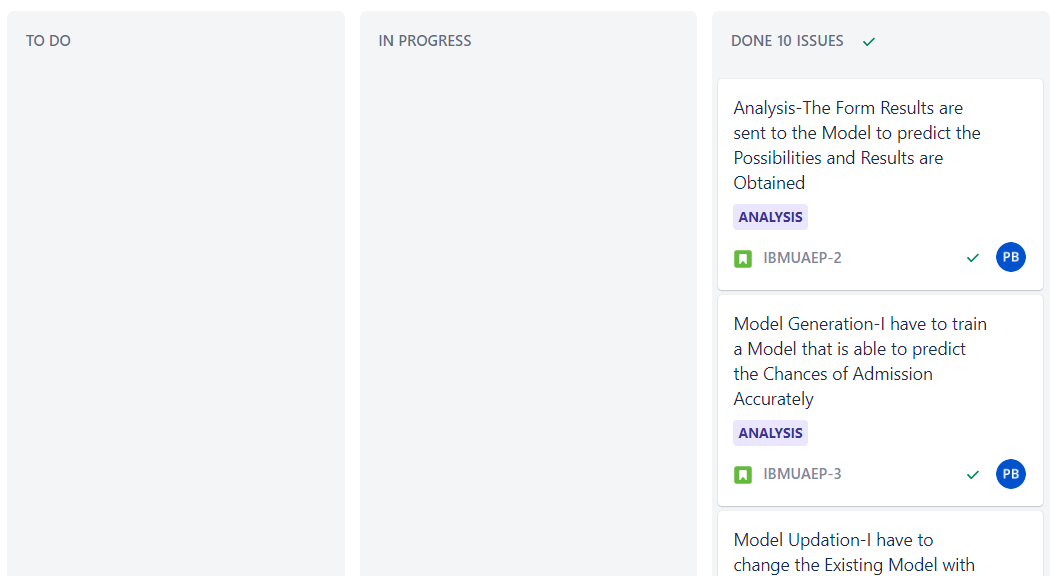 TO DO
IN PROGRESS
DONE 10 ISSUES
Analysis-The Form Results are
sent to the Model to predict the
Possibilities and Results are
Obtained
ANALYSIS
IBMUAEP-2
PB
Model Generation-I have to train
a Model that is able to predict
the Chances of Admission
Accurately
ANALYSIS
IBMUAEP-3
PB
Model Updation-I have to
change the Existing Model with